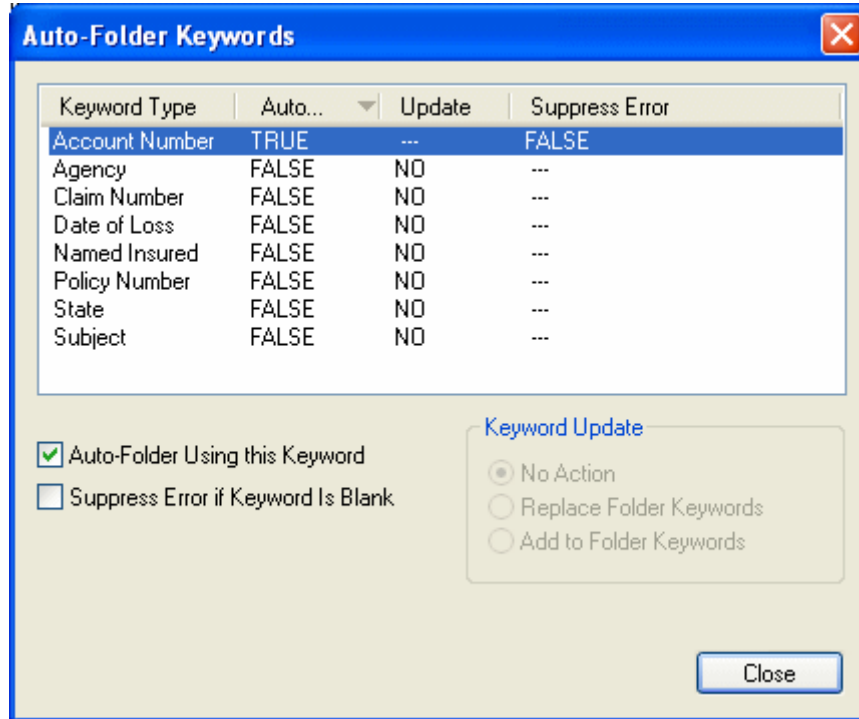 Auto-Folder Keywords
Keyword Type Auto... Update Suppress Error
Account Number TRUE --- FALSE
Agency FALSE NO ---
Claim Number FALSE NO ---
Date of Loss FALSE NO ---
Named Insured FALSE NO ---
Policy Number FALSE NO ---
State FALSE NO ---
Subject FALSE NO ---
Auto-Folder Using this Keyword
Suppress Error if Keyword Is Blank
Keyword Update
No Action
Replace Folder Keywords
Add to Folder Keywords
Close